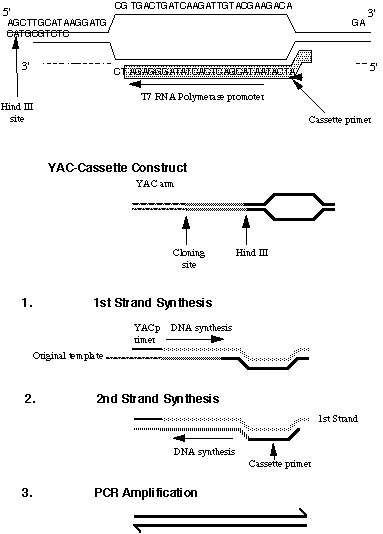 CG TGACTGATCAAGATTGTACGAAGACA
5'
3'
AGCTTGCATAAGGATG
GA
CATGCGTCTC
3'
5'
CT AGAGGGATATCACTCAGCATAATACTA
T7 RNA Polymerase promoter
Hind III
site
Cassette primer
YAC-Cassette Construct
YAC arm
Cloning
site
Hind III
1. 1st Strand Synthesis
YACp DNA synthesis
rimer
Original template
2. 2nd Strand Synthesis
1st Strand
DNA synthesis
Cassette primer
3. PCR Amplification